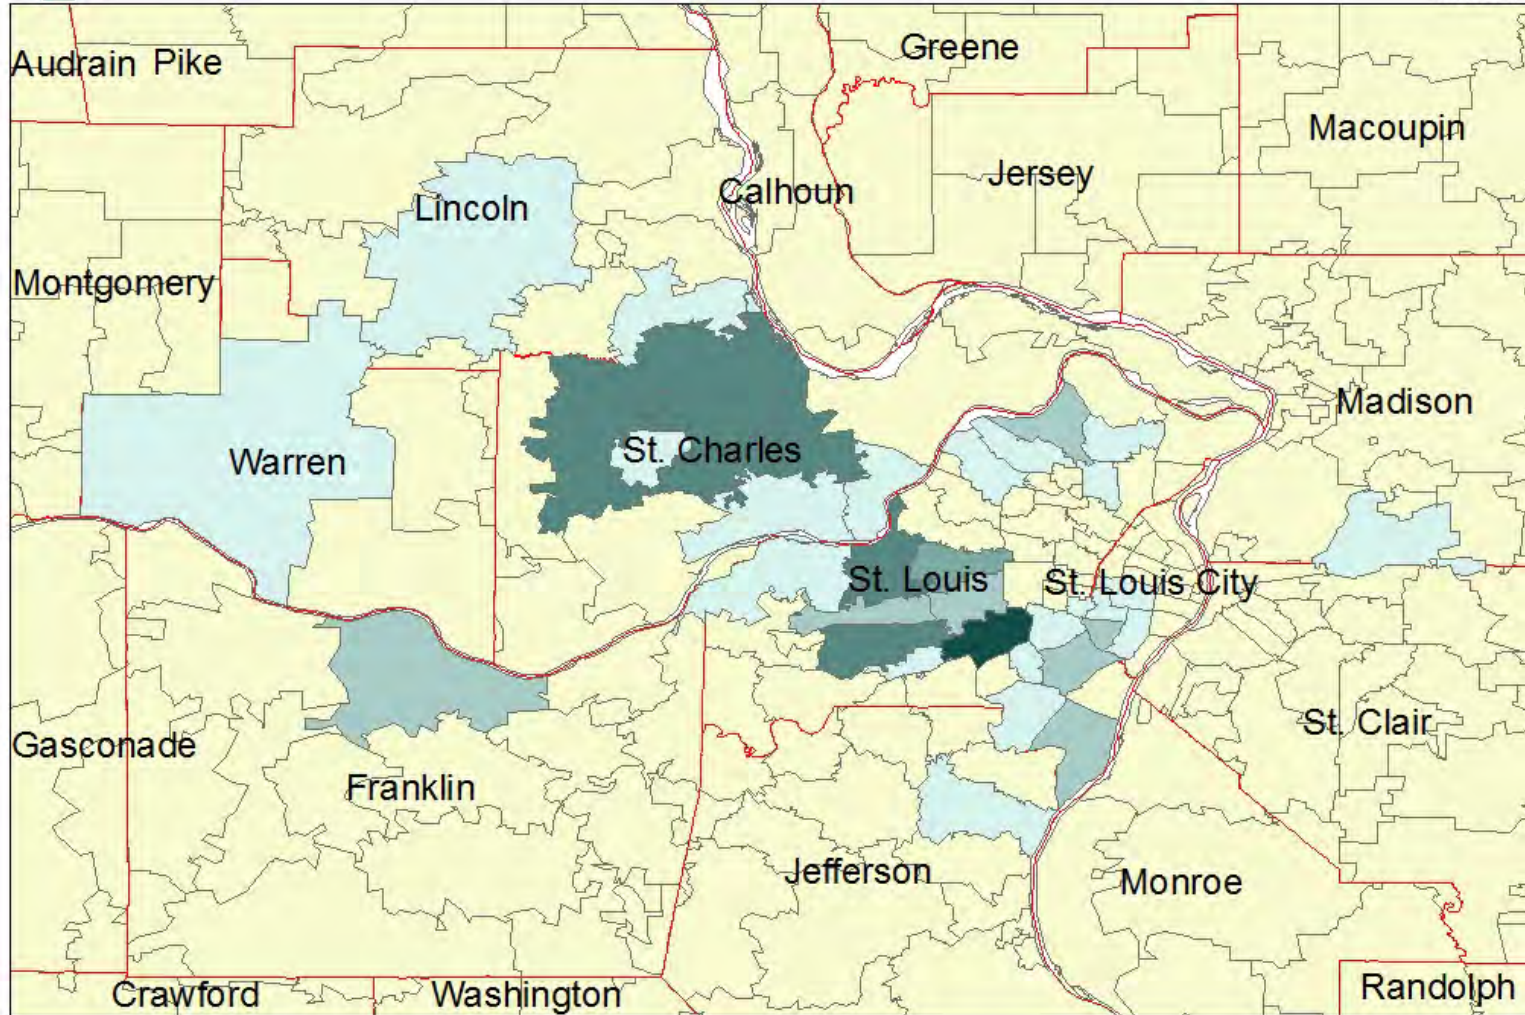 Greene
Audrain Pike
Macoupin
Jersey
Calhoun
Lincoln
Montgomery
Madison
St. Charles
Warren
St. Louis
St. Louis City
St. Clair
Gasconade
Franklin
Jefferson
Monroe
Crawford
Washington
Randolph